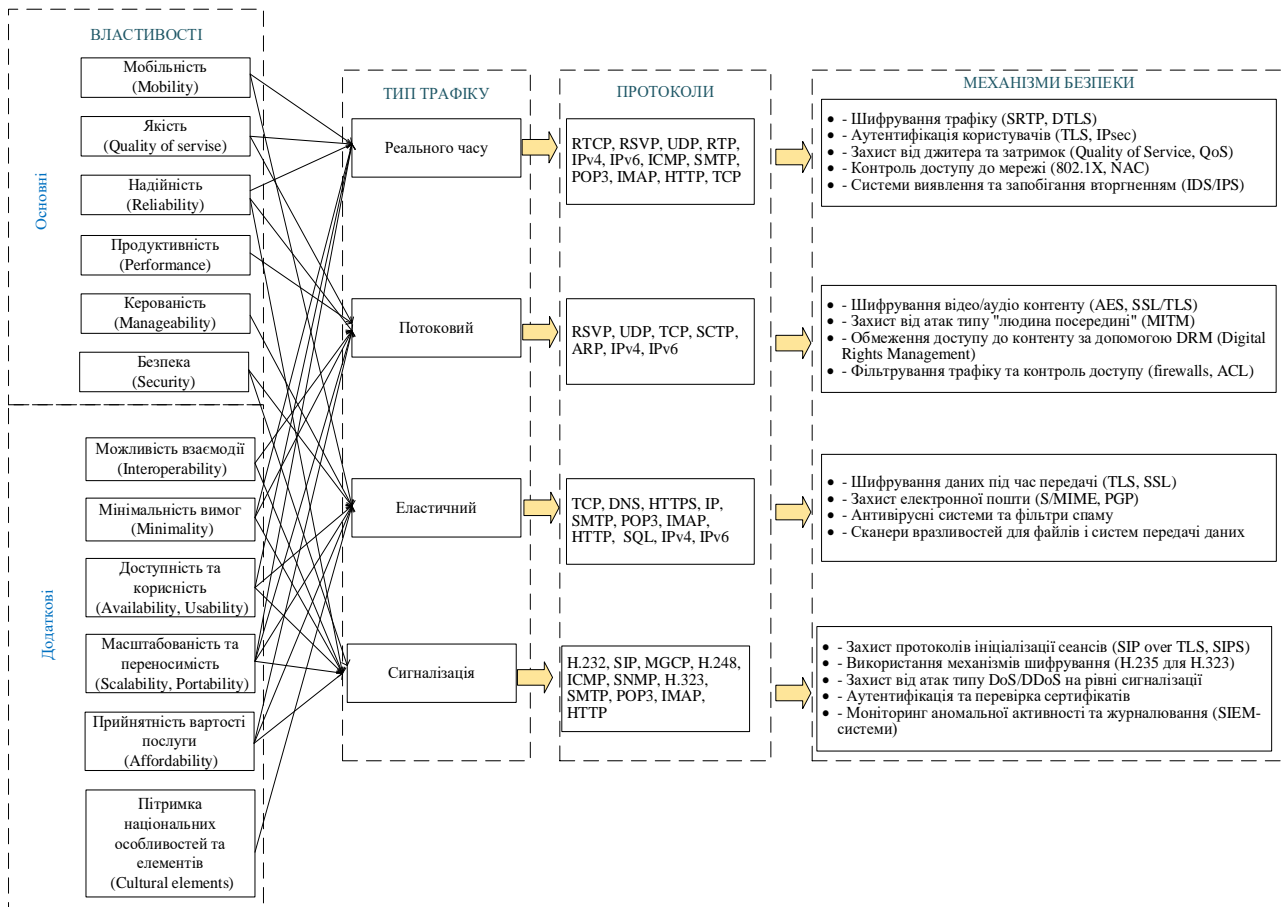 ВЛАСТИВОСТІ
Основні
Мобільність
(Mobility)
Якість
(Quality of servise)
Надійність
(Reliability)
Продуктивність
(Performance)
Керованість
(Manageability)
Безпека
(Security)
Додаткові
Можливість взаємодії
(Interoperability)
Мінімальність вимог
(Minimality)
Доступність та
корисність
(Availability, Usability)
Масштабованість та
переносимість
(Scalability, Portability)
Прийнятність вартості
послуги
(Affordability)
Пітримка
національних
особливостей та
елементів
(Cultural elements)
ТИП ТРАФІКУ
Реального часу
Потоковий
Еластичний
Сигналізація
ПРОТОКОЛИ
RTCP, RSVP, UDP, RTP,
IPv4, IPv6, ICMP, SMTP,
POP3, IMAP, HTTP, TCP
RSVP, UDP, TCP, SCTP,
ARP, IPv4, IPv6
TCP, DNS, HTTPS, IP,
SMTP, POP3, IMAP,
HTTP, SQL, IPv4, IPv6
H.232, SIP, MGCP, H.248,
ICMP, SNMP, H.323,
SMTP, POP3, IMAP,
HTTP
МЕХАНІЗМИ БЕЗПЕКИ
• - Шифрування трафіку (SRTP, DTLS)
• - Аутентифікація користувачів (TLS, IPsec)
• - Захист від джитера та затримок (Quality of Service, QoS)
• - Контроль доступу до мережі (802.1X, NAC)
• - Системи виявлення та запобігання вторгненням (IDS/IPS)
• - Шифрування відео/аудіо контенту (AES, SSL/TLS)
• - Захист від атак типу "людина посередині" (MITM)
• - Обмеження доступу до контенту за допомогою DRM (Digital
Rights Management)
• - Фільтрування трафіку та контроль доступу (firewalls, ACL)
• - Шифрування даних під час передачі (TLS, SSL)
• - Захист електронної пошти (S/MIME, PGP)
• - Антивірусні системи та фільтри спаму
• - Сканери вразливостей для файлів і систем передачі даних
• - Захист протоколів ініціалізації сеансів (SIP over TLS, SIPS)
• - Використання механізмів шифрування (H.235 для H.323)
• - Захист від атак типу DoS/DDoS на рівні сигналізації
• - Аутентифікація та перевірка сертифікатів
• - Моніторинг аномальної активності та журналювання (SIEM-
системи)